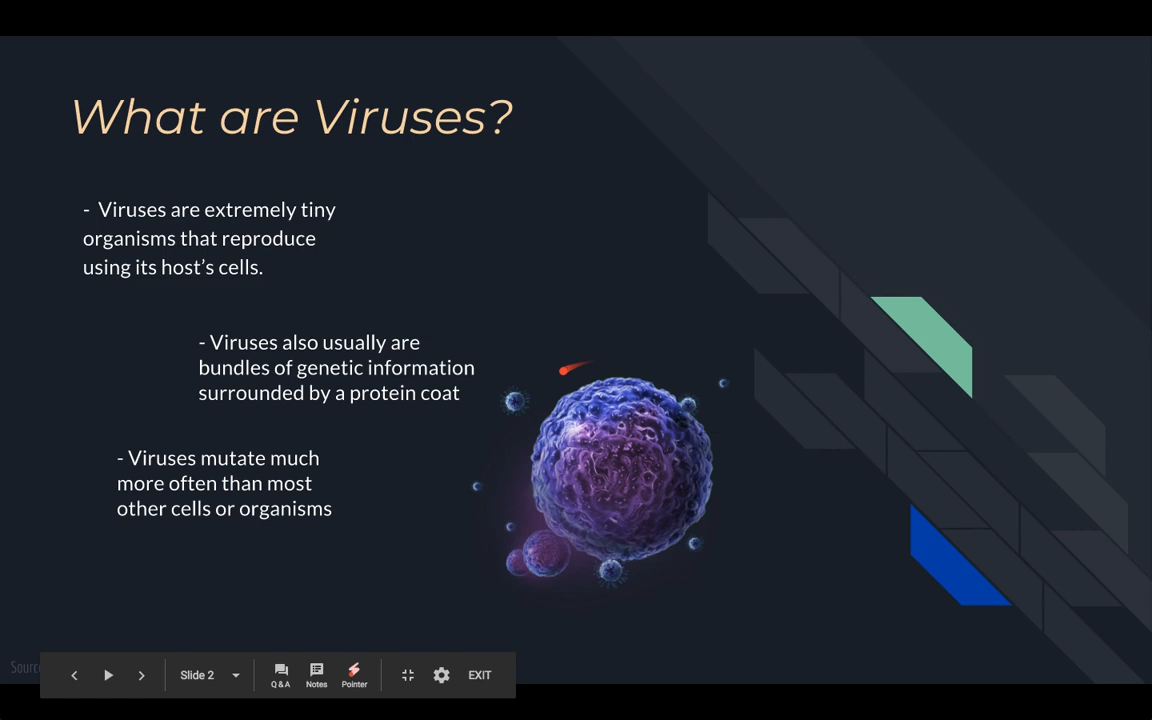 What are Viruses?
- Viruses are extremely tiny
organisms that reproduce
using its host's cells.
- Viruses also usually are
bundles of genetic information
surrounded by a protein coat
- Viruses mutate much
more often than most
other cells or organisms
Slide 2
Q & A
Notes
Pointer
EXIT